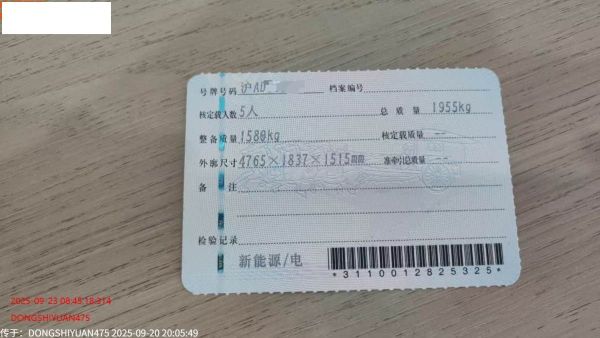 号牌号码 沪AD 档案编号
核定载人数 5人 总质量 1955kg
整备质量 1580kg 核定载质量 --
外廓尺寸 4765×1837×1515mm 准牵引总质量 --
备注
检验记录
新能源/电
*3110012825325*
2025-09-23 08:48:18.314
DONGSHIYUAN475
传于：DONGSHIYUAN475 2025-09-20 20:05:49